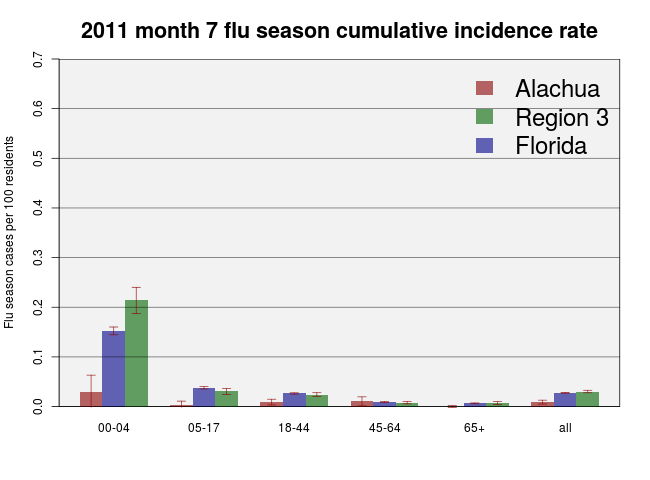 2011 month 7 flu season cumulative incidence rate
Flu season cases per 100 residents
0.7
0.6
0.5
0.4
0.3
0.2
0.1
0.0
Alachua
Region 3
Florida
00-04
05-17
18-44
45-64
65+
all